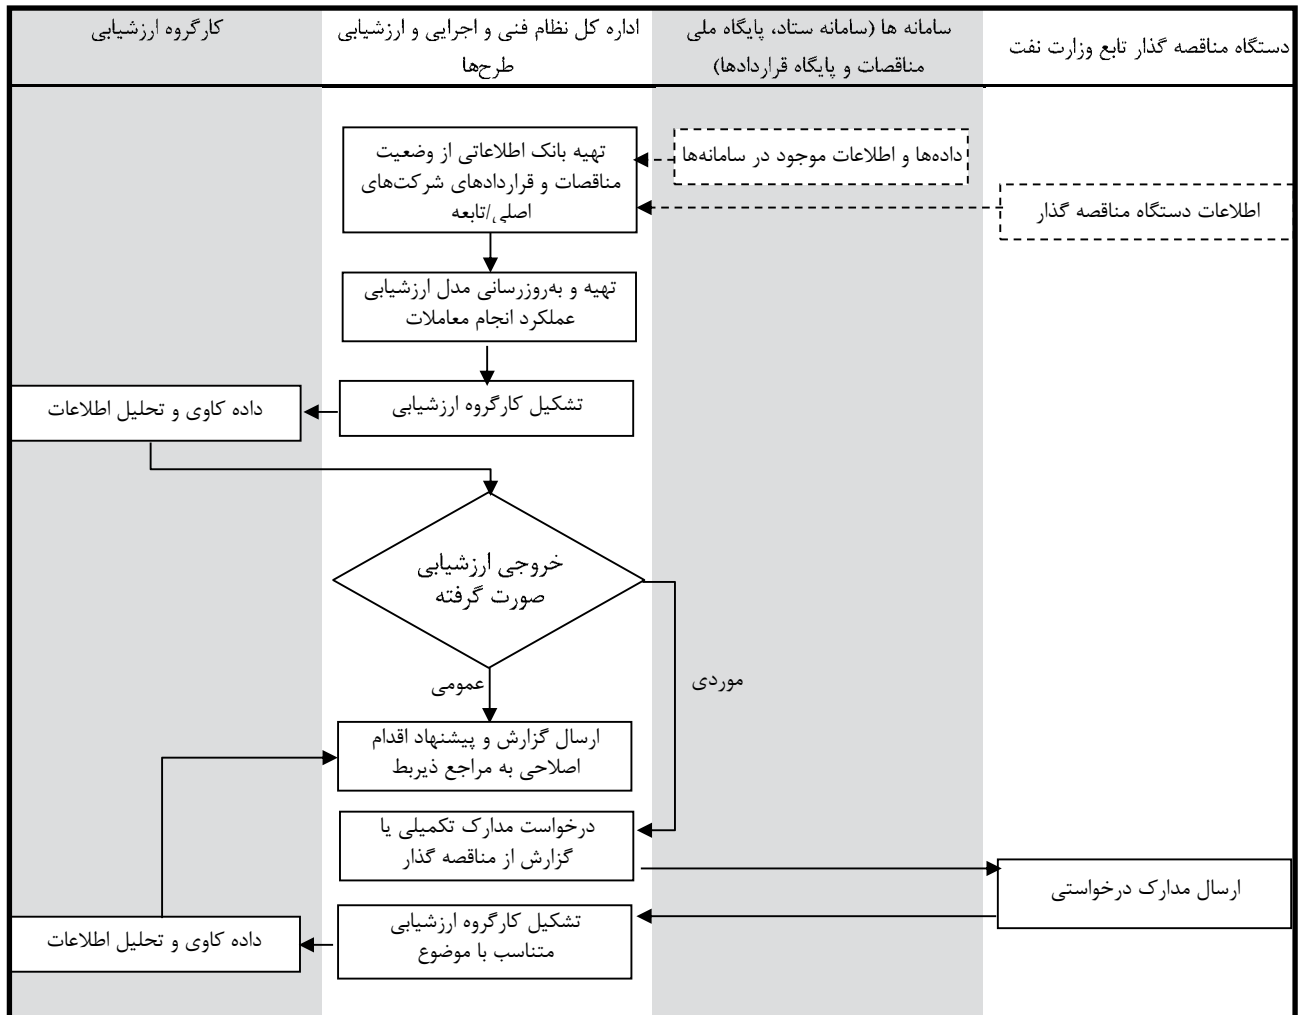 دستگاه مناقصه گذار تابع وزارت نفت
سامانه ها (سامانه ستاد، پایگاه ملی
مناقصات و پایگاه قراردادها)
اداره کل نظام فنی و اجرایی و ارزشیابی
طرح‌ها
کارگروه ارزشیابی
داده‌ها و اطلاعات موجود در سامانه‌ها
اطلاعات دستگاه مناقصه گذار
تهیه بانک اطلاعاتی از وضعیت
مناقصات و قراردادهای شرکت‌های
اصلی/تابعه
تهیه و به‌روزرسانی مدل ارزشیابی
عملکرد انجام معاملات
تشکیل کارگروه ارزشیابی
داده کاوی و تحلیل اطلاعات
خروجی ارزشیابی
صورت گرفته
موردی
عمومی
ارسال گزارش و پیشنهاد اقدام
اصلاحی به مراجع ذیربط
درخواست مدارک تکمیلی یا
گزارش از مناقصه گذار
ارسال مدارک درخواستی
تشکیل کارگروه ارزشیابی
متناسب با موضوع
داده کاوی و تحلیل اطلاعات